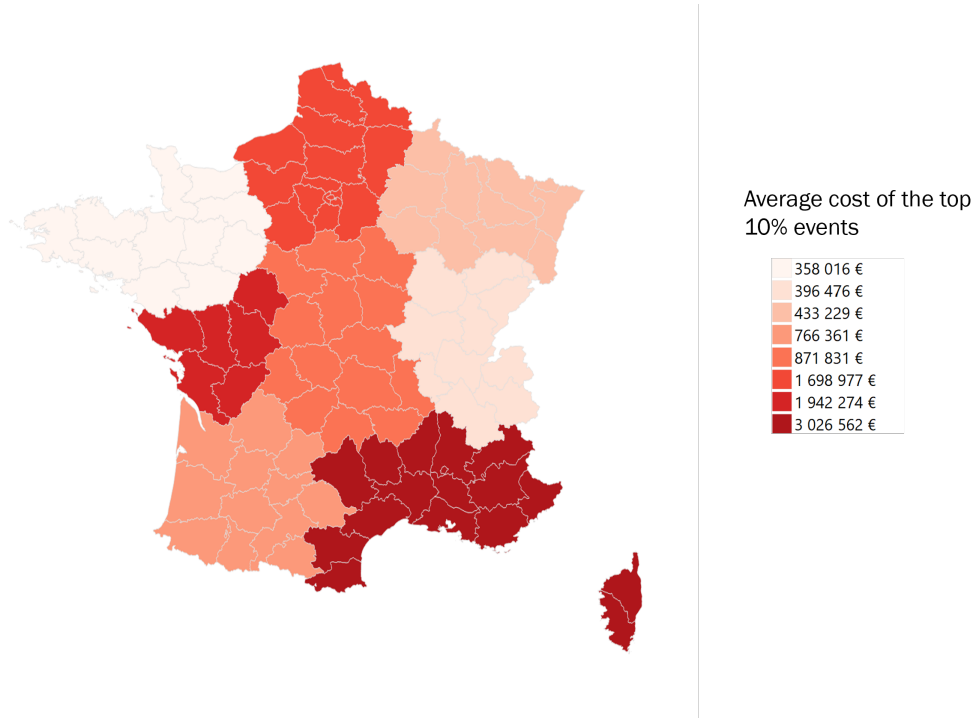 Average cost of the top
10% events
358 016 €
396 476 €
433 229 €
766 361 €
871 831 €
1 698 977 €
1 942 274 €
3 026 562 €